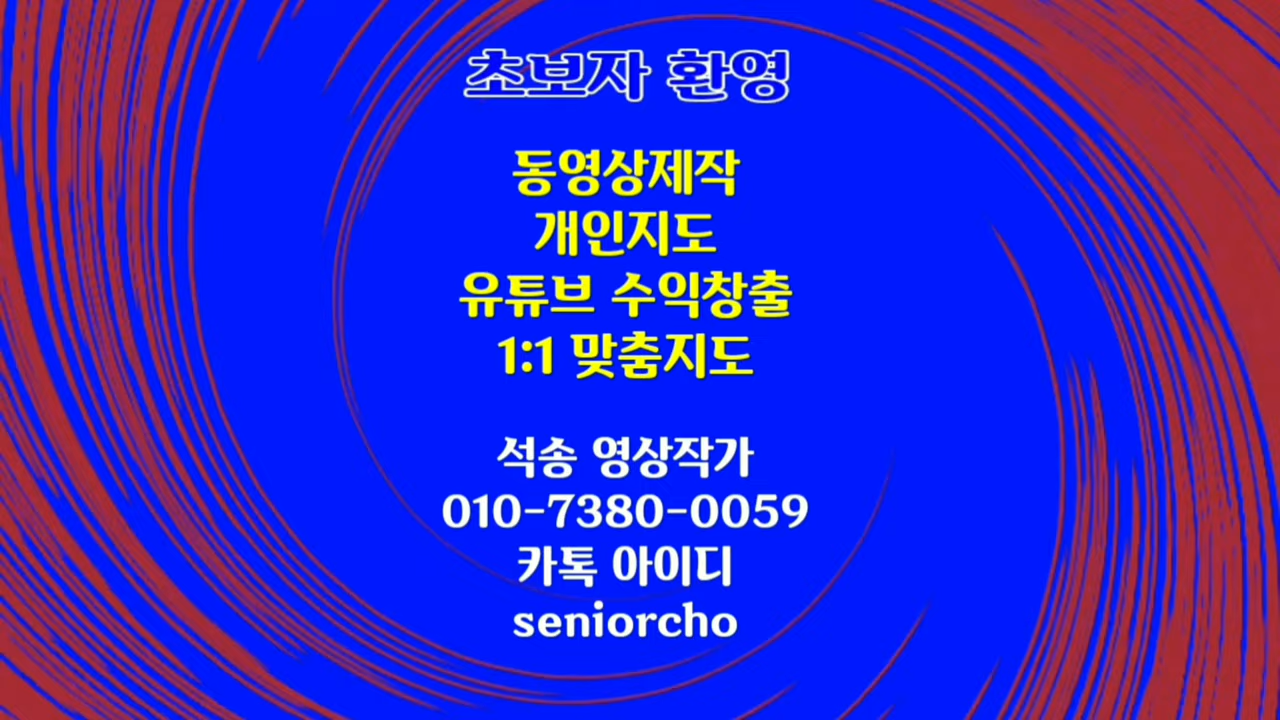 초보자 환영
동영상제작
개인지도
유튜브 수익창출
1:1 맞춤지도
석송 영상작가
010-7380-0059
카톡 아이디
seniorcho